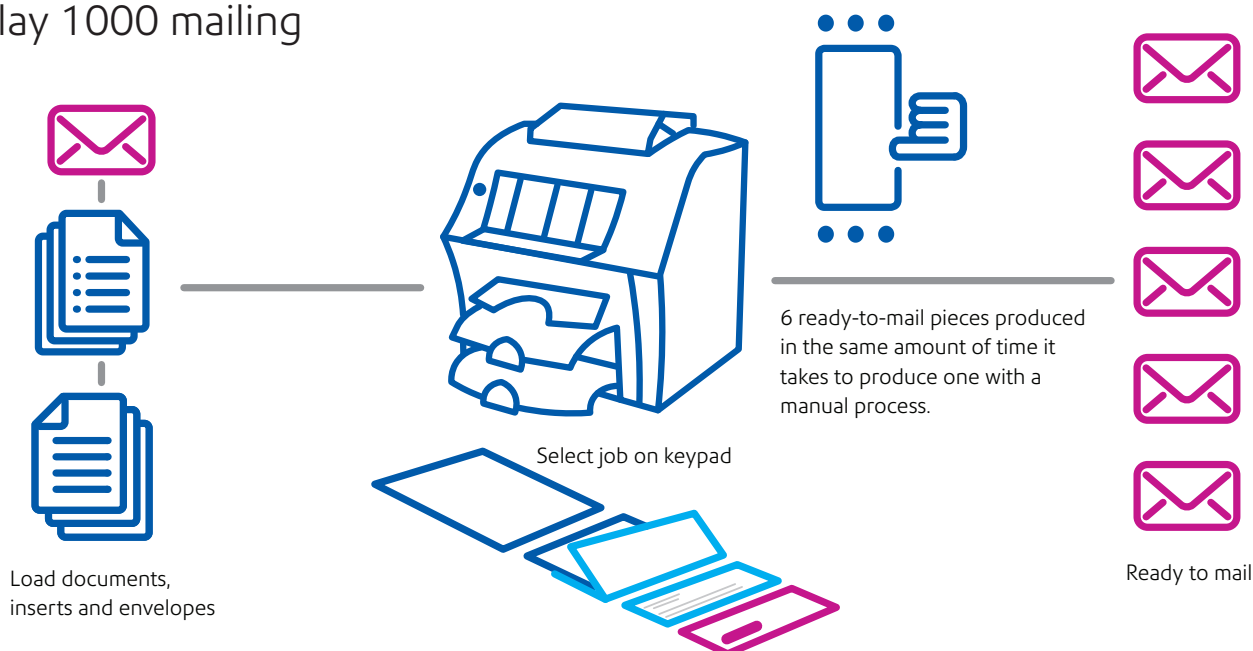 lay 1000 mailing
6 ready-to-mail pieces produced
in the same amount of time it
takes to produce one with a
manual process.
Select job on keypad
Load documents,
inserts and envelopes
Ready to mail